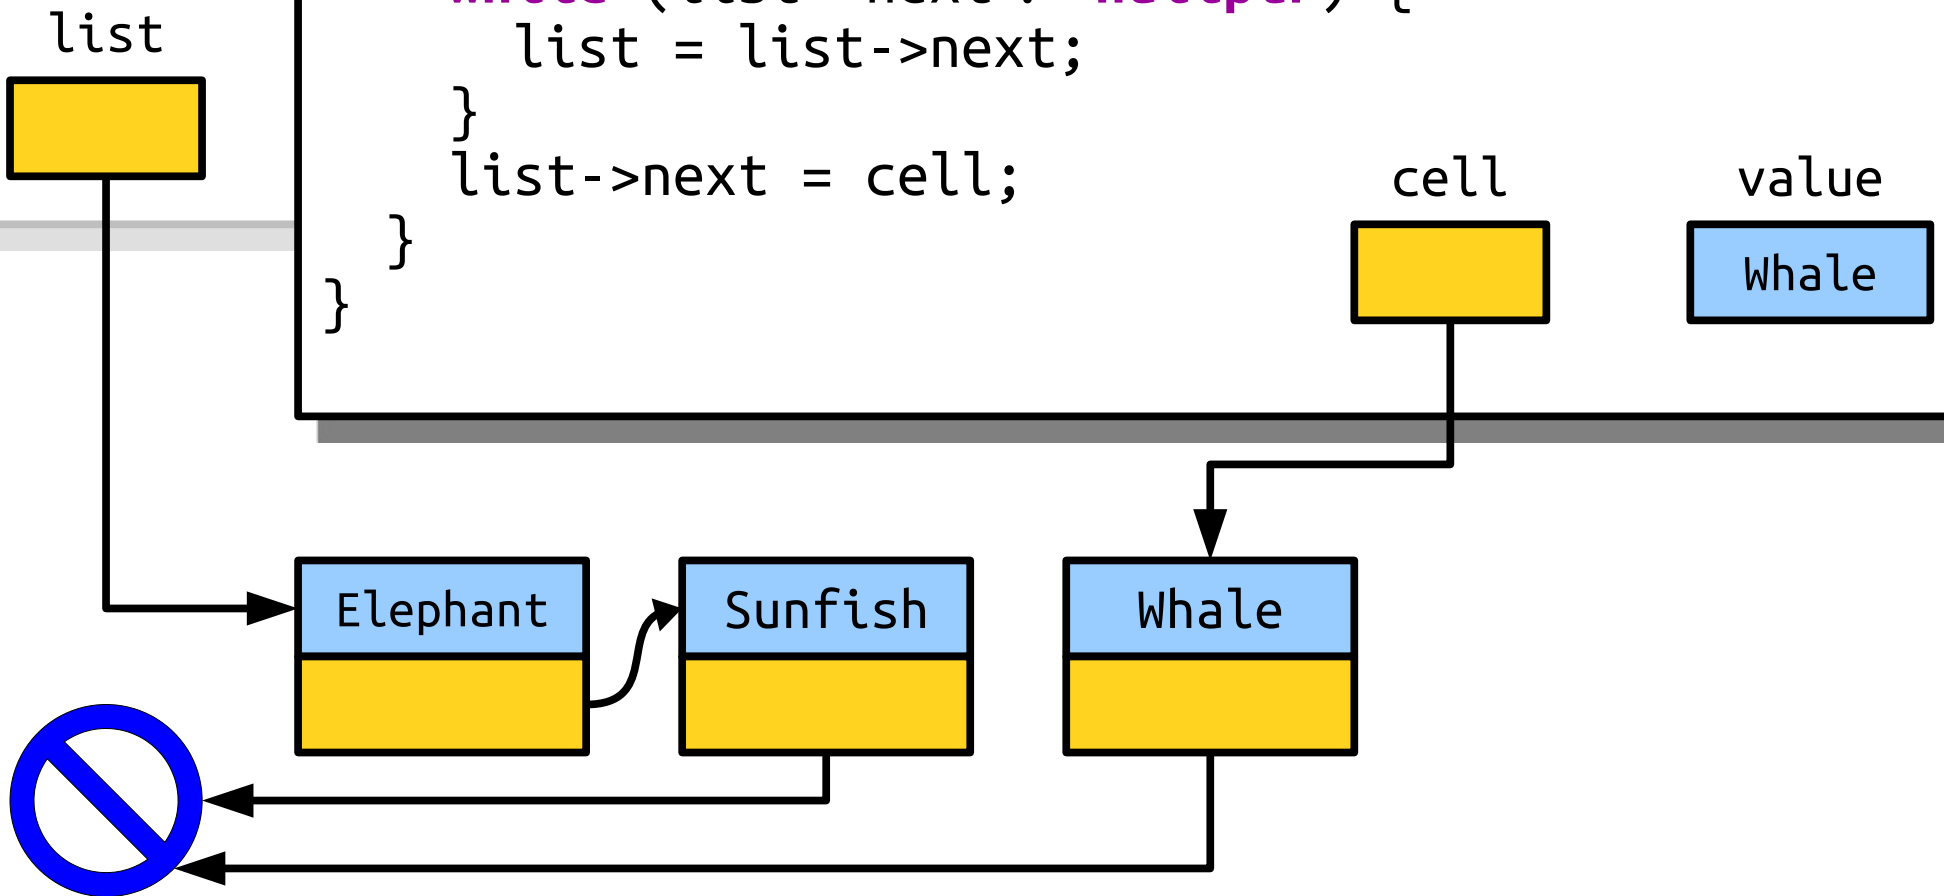 list
list = list->next;
}
list->next = cell;
}
}
cell
value
Whale
Elephant
Sunfish
Whale